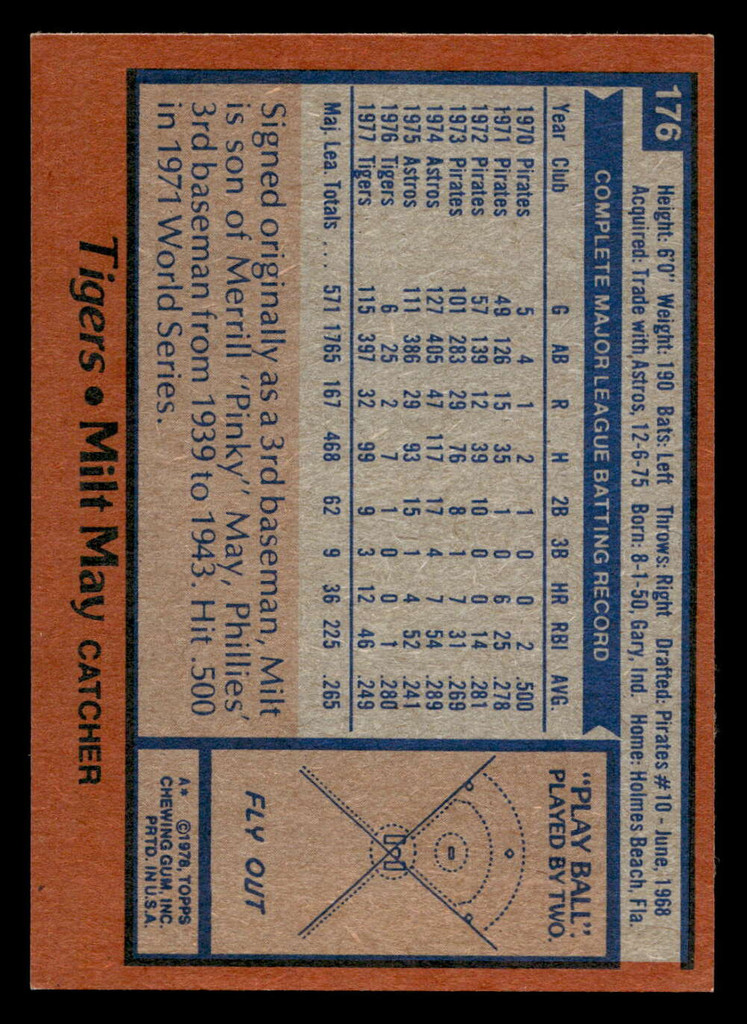 176
Height: 6'0" Weight: 190 Bats: Left Throws: Right Drafted: Pirates #10 - June, 1968
Acquired: Trade with Astros, 12-6-75 Born: 8-1-50, Gary, Ind. Home: Holmes Beach, Fla.
COMPLETE MAJOR LEAGUE BATTING RECORD
Year Club G AB R H 2B 3B HR RBI AVG.
1970 Pirates 5 4 1 2 1 0 0 2 .500
1971 Pirates 49 126 15 35 1 0 6 25 .278
1972 Pirates 57 139 12 39 10 0 0 14 .281
1973 Pirates 101 283 29 76 8 1 7 31 .269
1974 Astros 127 405 47 117 17 4 7 54 .289
1975 Astros 111 386 29 93 15 1 4 52 .241
1976 Tigers 6 25 2 7 1 0 0 1 .280
1977 Tigers 115 397 32 99 9 3 12 46 .249
Maj. Lea. Totals .... 571 1765 167 468 62 9 36 225 .265
Signed originally as a 3rd baseman, Milt
is son of Merrill "Pinky" May, Phillies'
3rd baseman from 1939 to 1943. Hit .500
in 1971 World Series.
"PLAY BALL".
PLAYED BY TWO.
FLY OUT
A* ©1978, TOPPS
CHEWING GUM, INC.
PRTD. IN U.S.A.
Tigers • Milt May CATCHER